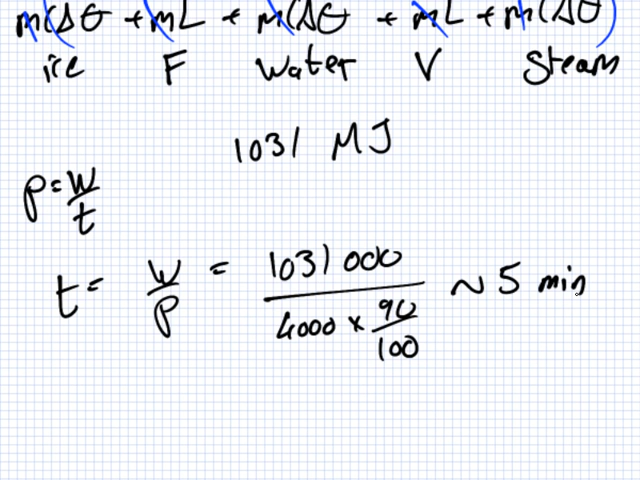 mcΔθ + mL + mcΔθ + mL + mcΔθ
ice F Water V Steam
1031 MJ
P = W/t
t = W/P = 1031 000 / 4000 x 90/100 ~ 5 min